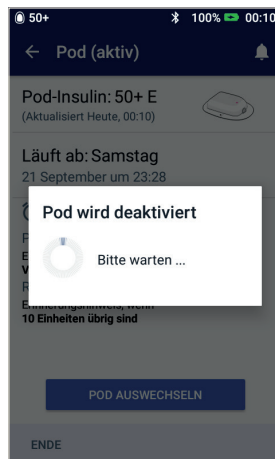 50+ 100% 00:10
Pod (aktiv)
Pod-Insulin: 50+ E
(Aktualisiert Heute, 00:10)
Läuft ab: Samstag
21 September um 23:28
Pod wird deaktiviert
Bitte warten ...
Erinnerungshinweis, wenn
10 Einheiten übrig sind
POD AUSWECHSELN
ENDE